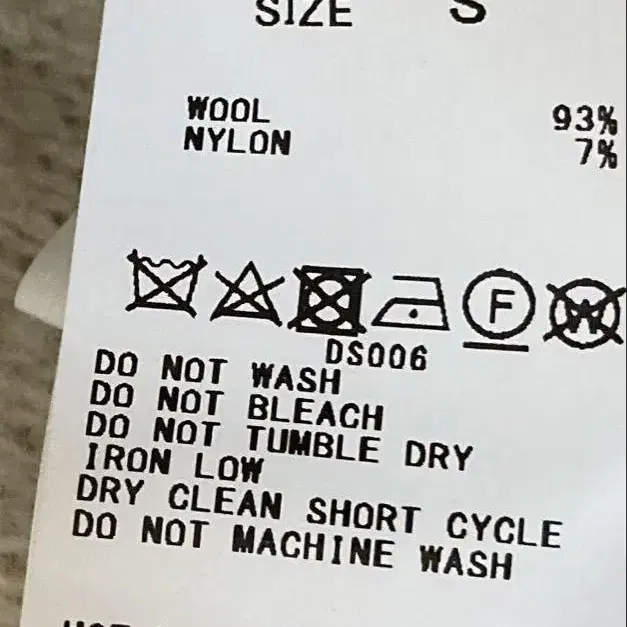 SIZE S
WOOL 93%
NYLON 7%
F W
DS006
DO NOT WASH
DO NOT BLEACH
DO NOT TUMBLE DRY
IRON LOW
DRY CLEAN SHORT CYCLE
DO NOT MACHINE WASH